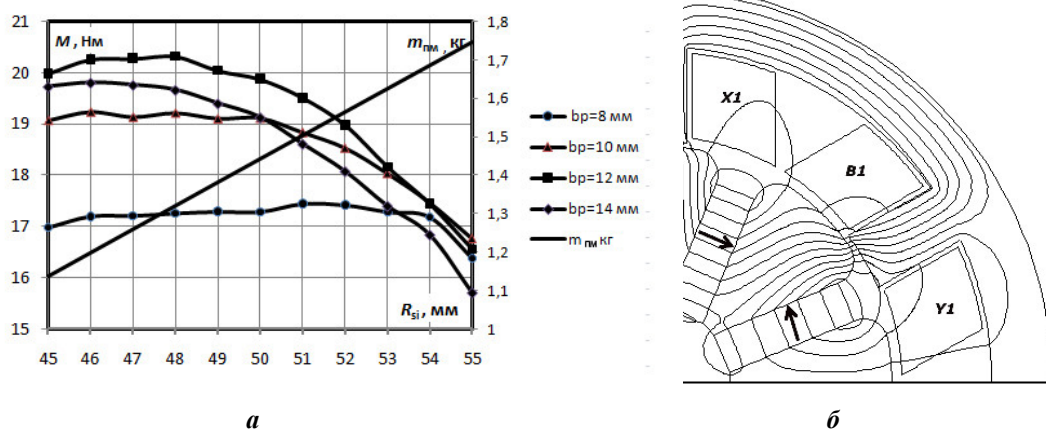 21 1,8
M, Нм m пм, кг
20 1,7
1,6
19 1,5
18 1,4
1,3
17 1,2
16 1,1
R si, мм
15 1
45 46 47 48 49 50 51 52 53 54 55
bp=8 мм
bp=10 мм
bp=12 мм
bp=14 мм
m пм кг
X1
B1
Y1
а б